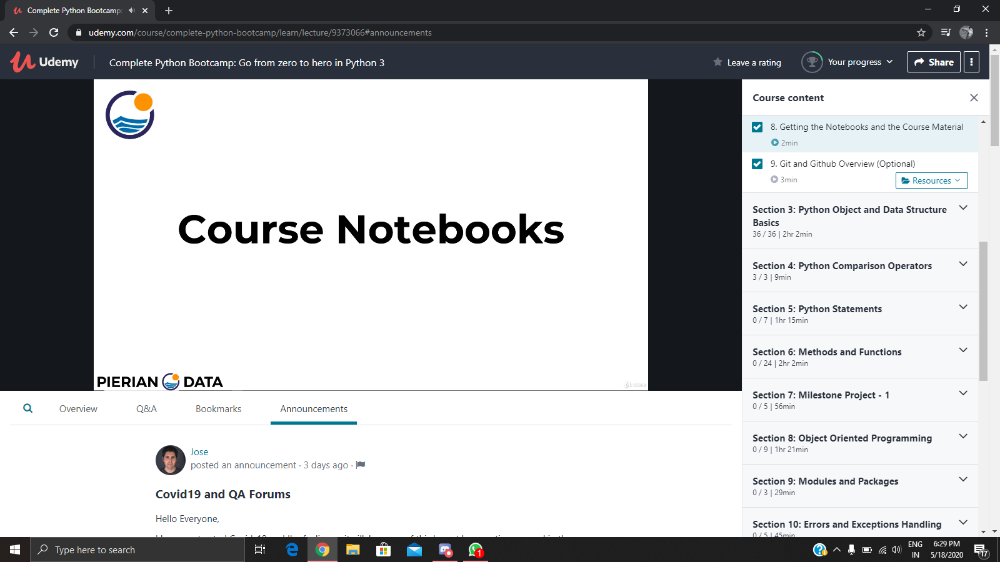 Complete Python Bootcamp:
udemy.com/course/complete-python-bootcamp/learn/lecture/9373066#announcements
Udemy
Complete Python Bootcamp: Go from zero to hero in Python 3
Leave a rating
Your progress
Share
Course Notebooks
PIERIAN DATA
Udemy
Course content
8. Getting the Notebooks and the Course Material
2min
9. Git and Github Overview (Optional)
3min
Resources
Section 3: Python Object and Data Structure
Basics
36 / 36 | 2hr 2min
Section 4: Python Comparison Operators
3 / 3 | 9min
Section 5: Python Statements
0 / 7 | 1hr 15min
Section 6: Methods and Functions
0 / 24 | 2hr 2min
Section 7: Milestone Project - 1
0 / 5 | 56min
Section 8: Object Oriented Programming
0 / 9 | 1hr 21min
Section 9: Modules and Packages
0 / 3 | 29min
Section 10: Errors and Exceptions Handling
0 / 5 | 45min
Overview
Q&A
Bookmarks
Announcements
Jose
posted an announcement · 3 days ago ·
Covid19 and QA Forums
Hello Everyone,
Type here to search
1
ENG
IN
6:29 PM
5/18/2020
17